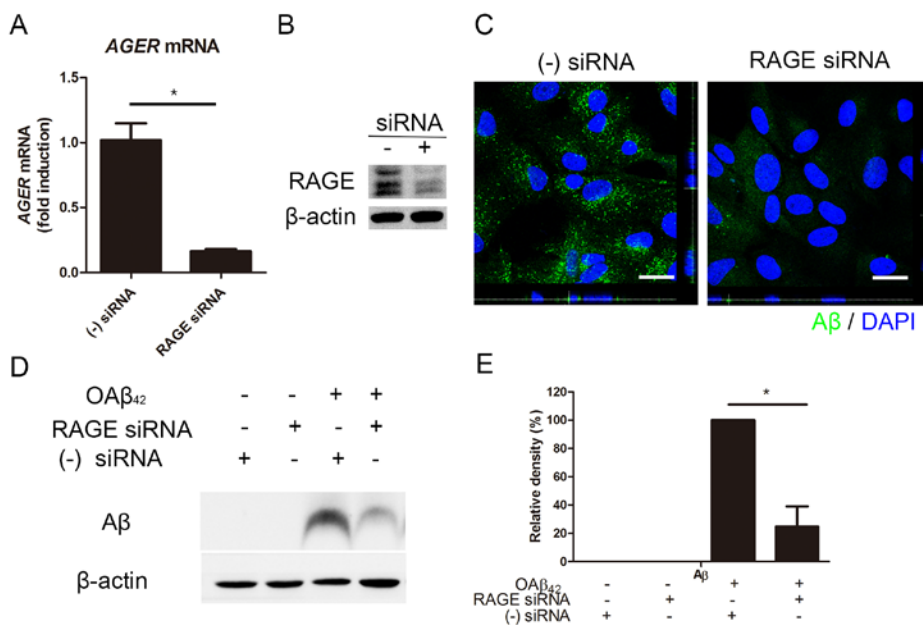 A
AGER mRNA
AGER mRNA
(fold induction)
1.5
1.0
0.5
0.0
*
(-) siRNA
RAGE siRNA
B
siRNA
- +
RAGE
β-actin
C
(-) siRNA RAGE siRNA
Aβ / DAPI
D
- - + + OAβ₄₂
- + - + RAGE siRNA
+ - + - (-) siRNA
Aβ
β-actin
E
Relative density (%)
120
100
80
60
40
20
0
*
Aβ
OAβ₄₂ - - + +
RAGE siRNA - + - +
(-) siRNA + - + -